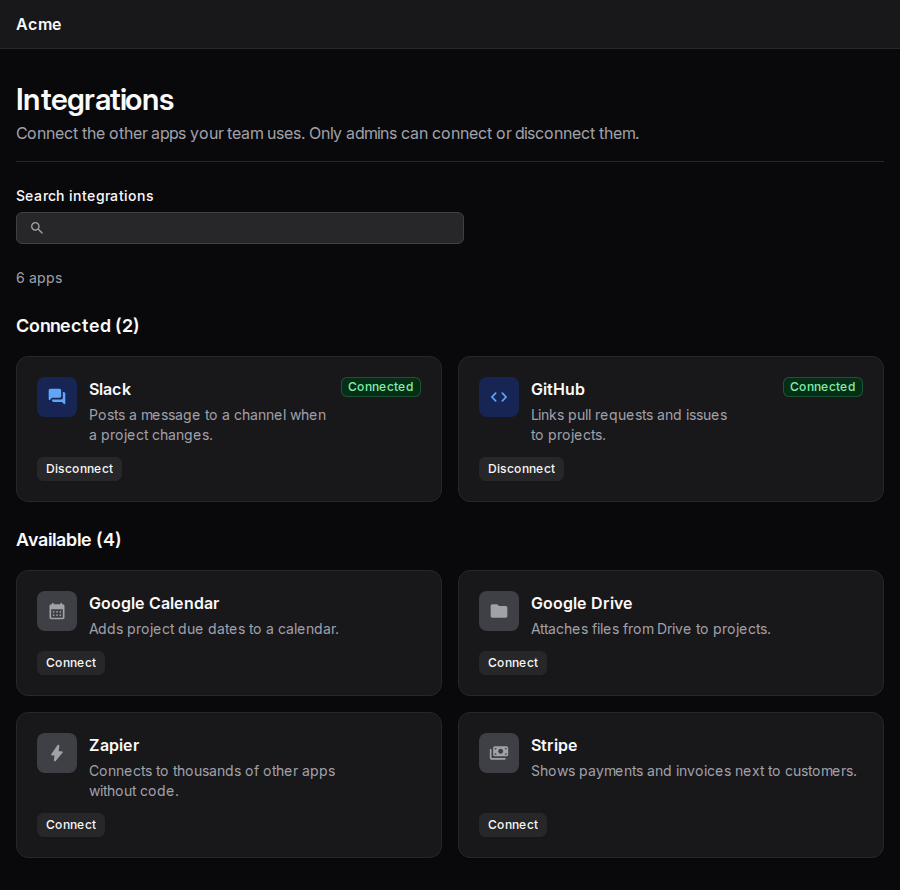 Acme
Integrations
Connect the other apps your team uses. Only admins can connect or disconnect them.
Search integrations
6 apps
Connected (2)
Slack
Connected
Posts a message to a channel when
a project changes.
Disconnect
GitHub
Connected
Links pull requests and issues
to projects.
Disconnect
Available (4)
Google Calendar
Adds project due dates to a calendar.
Connect
Google Drive
Attaches files from Drive to projects.
Connect
Zapier
Connects to thousands of other apps
without code.
Connect
Stripe
Shows payments and invoices next to customers.
Connect